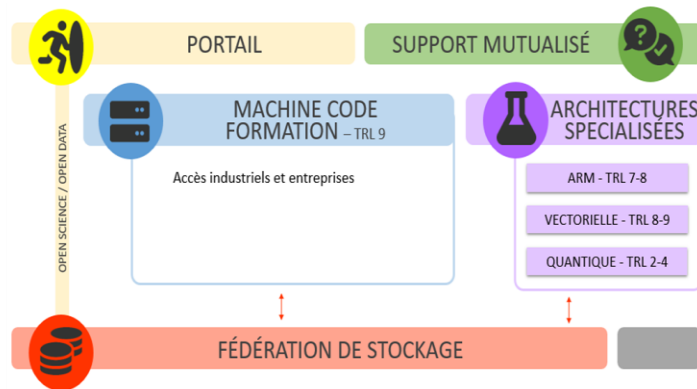 PORTAIL
SUPPORT MUTUALISÉ
MACHINE CODE
FORMATION – TRL 9
ARCHITECTURES
SPECIALISÉES
Accès industriels et entreprises
ARM - TRL 7-8
VECTORIELLE - TRL 8-9
QUANTIQUE - TRL 2-4
OPEN SCIENCE / OPEN DATA
FÉDÉRATION DE STOCKAGE